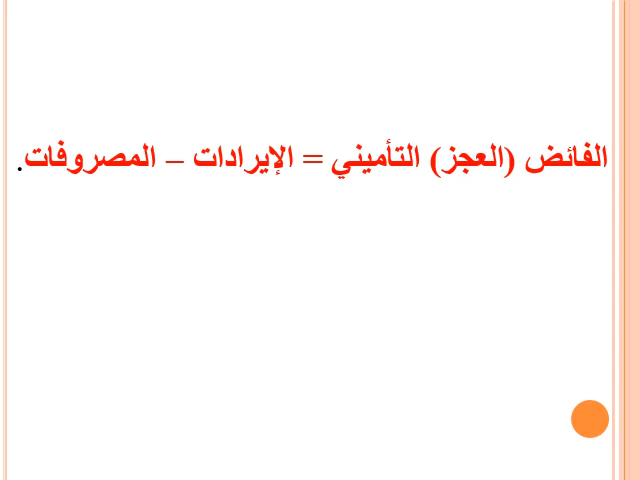 الفائض (العجز) التأميني = الإيرادات – المصروفات.